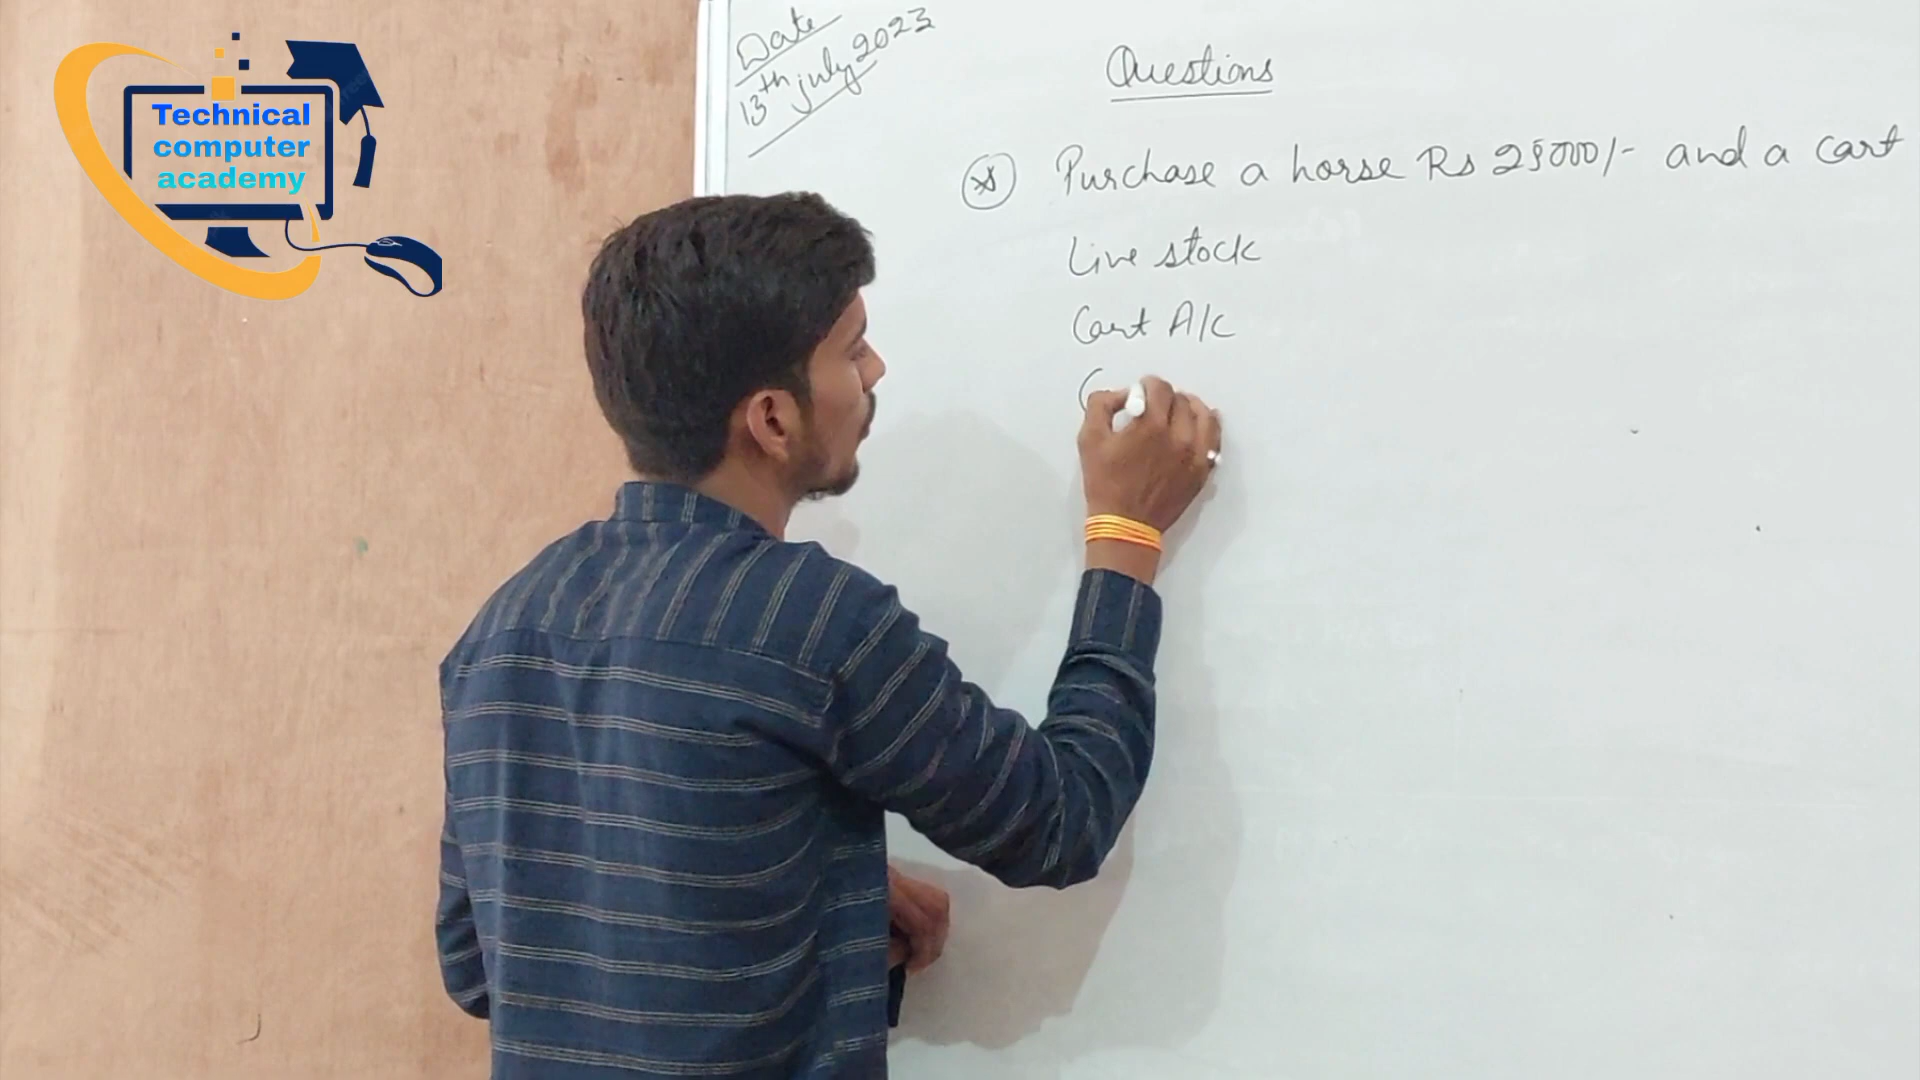 Technical
computer
academy
Date
13th july 2023
Questions
Purchase a horse Rs 25000/- and a cart
Live stock
Cart A/c
C